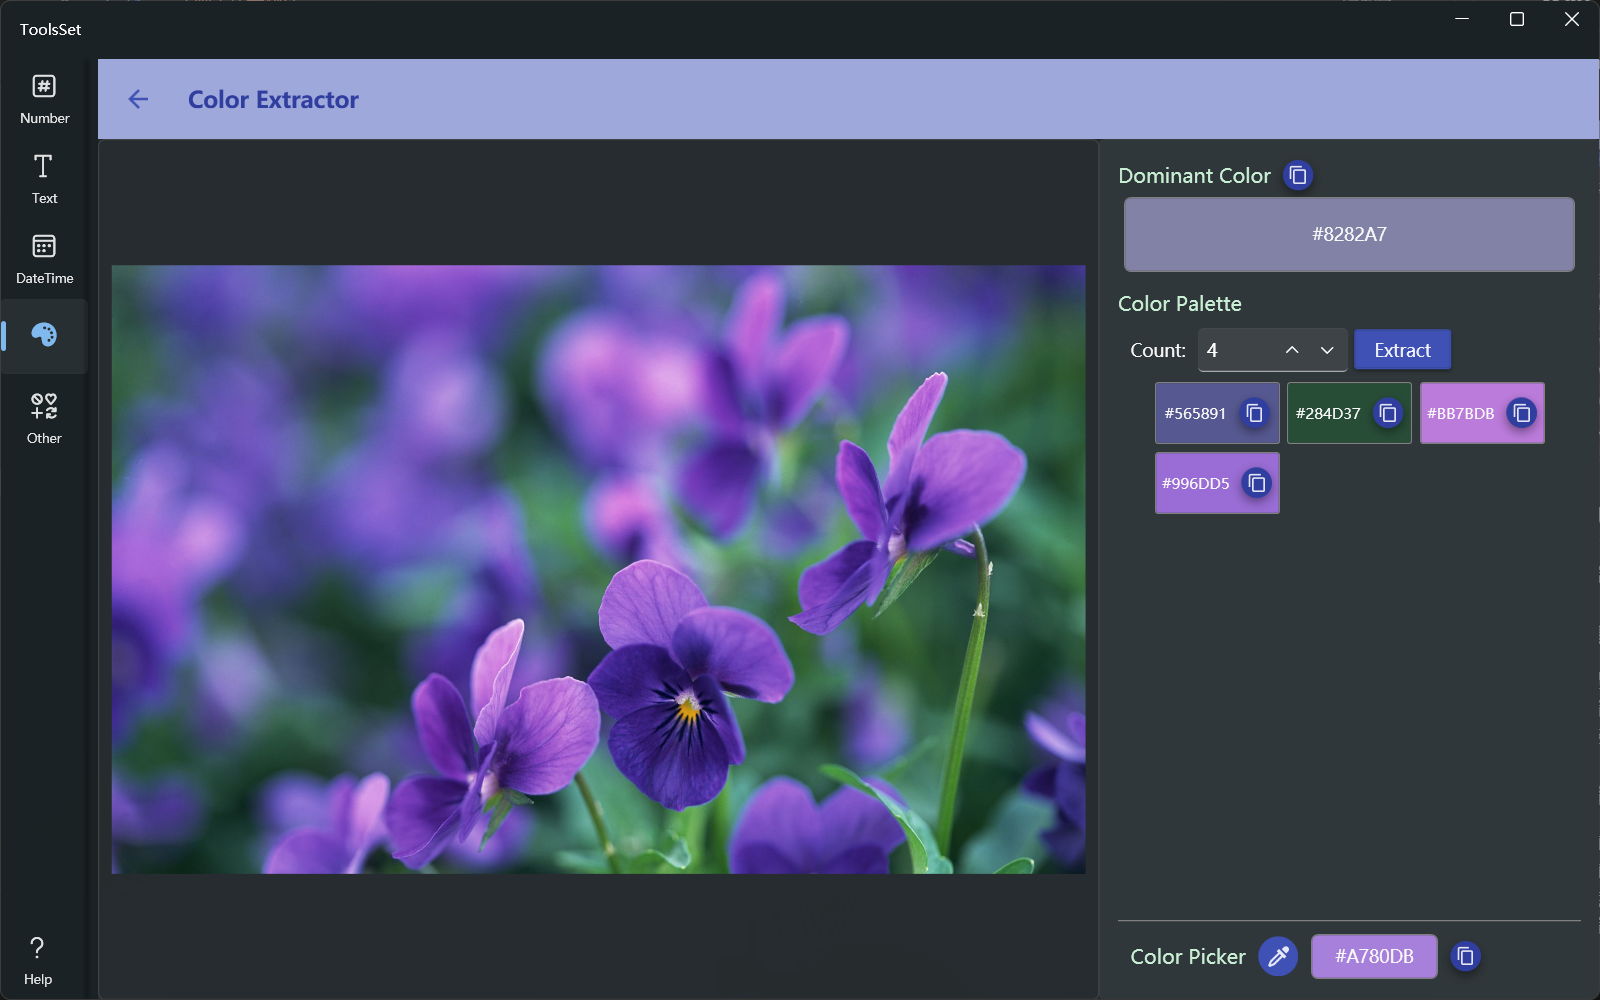 ToolsSet
Number
Text
DateTime
Other
Help
Color Extractor
Dominant Color
#8282A7
Color Palette
Count: 4 Extract
#565891 #284D37 #BB7BDB
#996DD5
Color Picker #A780DB